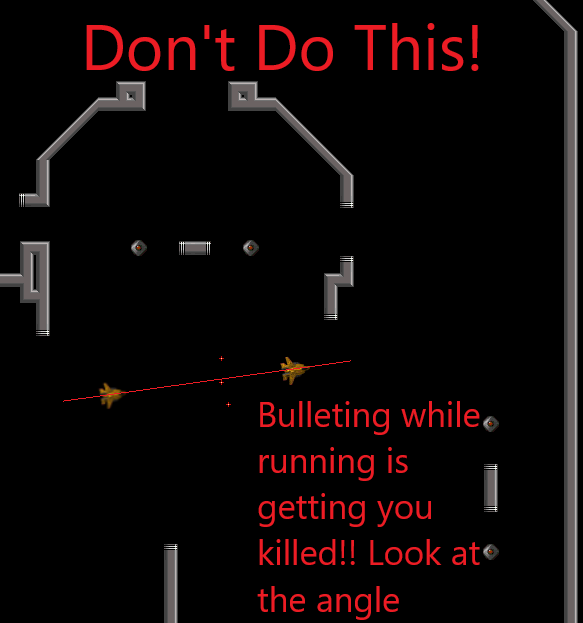 Don't Do This!
Bulleting while
running is
getting you
killed!! Look at
the angle